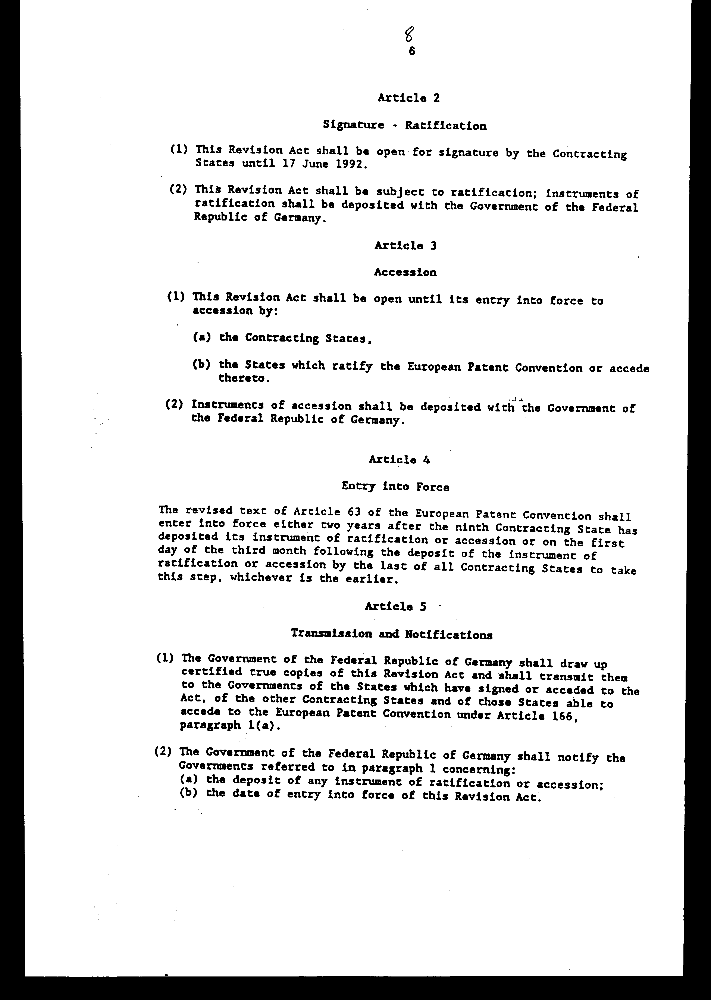 8
6
Article 2
Signature - Ratification
(1) This Revision Act shall be open for signature by the Contracting
States until 17 June 1992.
(2) This Revision Act shall be subject to ratification; instruments of
ratification shall be deposited with the Government of the Federal
Republic of Germany.
Article 3
Accession
(1) This Revision Act shall be open until its entry into force to
accession by:
(a) the Contracting States,
(b) the States which ratify the European Patent Convention or accede
thereto.
(2) Instruments of accession shall be deposited with the Government of
the Federal Republic of Germany.
Article 4
Entry into Force
The revised text of Article 63 of the European Patent Convention shall
enter into force either two years after the ninth Contracting State has
deposited its instrument of ratification or accession or on the first
day of the third month following the deposit of the instrument of
ratification or accession by the last of all Contracting States to take
this step, whichever is the earlier.
Article 5
Transmission and Notifications
(1) The Government of the Federal Republic of Germany shall draw up
certified true copies of this Revision Act and shall transmit them
to the Governments of the States which have signed or acceded to the
Act, of the other Contracting States and of those States able to
accede to the European Patent Convention under Article 166,
paragraph 1(a).
(2) The Government of the Federal Republic of Germany shall notify the
Governments referred to in paragraph 1 concerning:
(a) the deposit of any instrument of ratification or accession;
(b) the date of entry into force of this Revision Act.